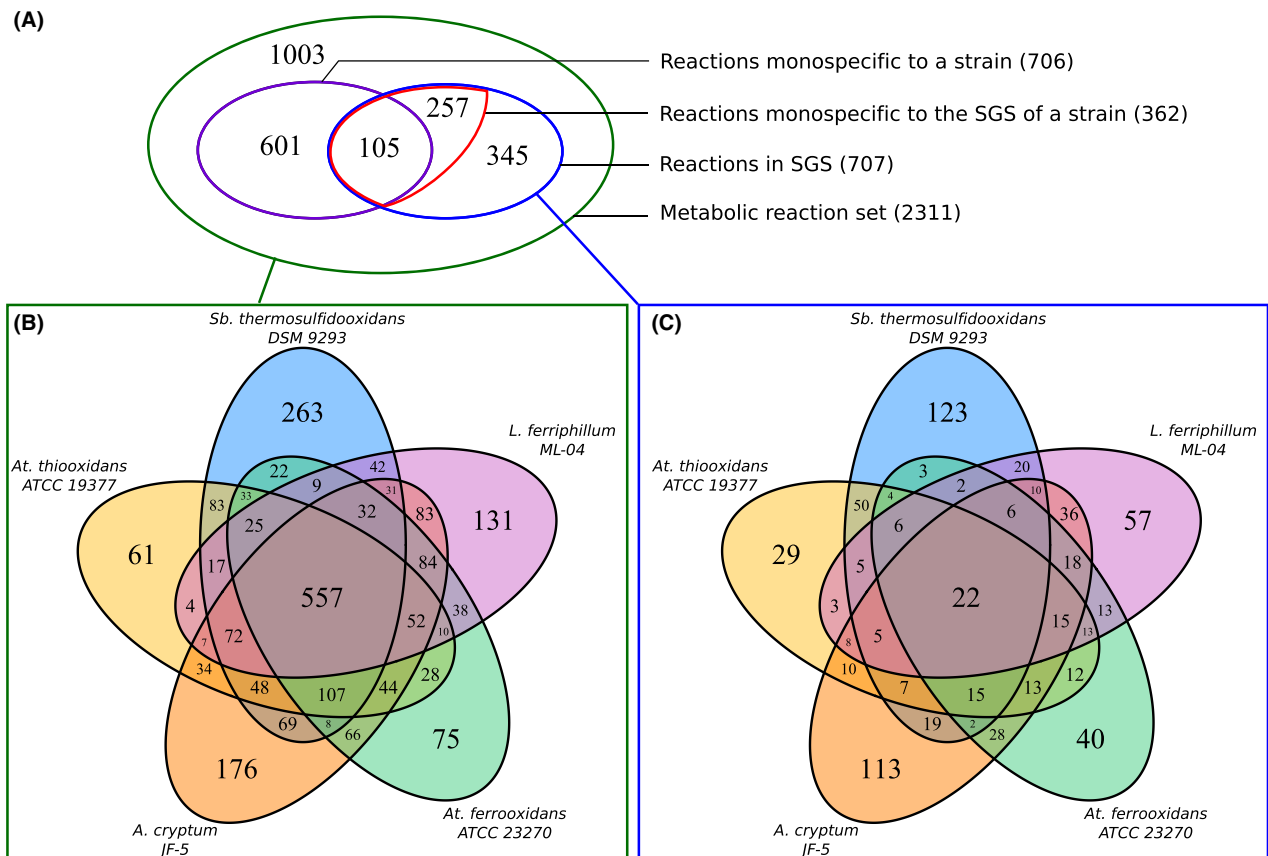 (A)
1003
Reactions monospecific to a strain (706)
257
Reactions monospecific to the SGS of a strain (362)
601
105
345
Reactions in SGS (707)
Metabolic reaction set (2311)
(B)
Sb. thermosulfidooxidans
DSM 9293
263
L. ferriphillum
ML-04
At. thiooxidans
ATCC 19377
22
42
9
31
33
83
25
32
83
131
61
17
84
557
4
38
52
10
72
7
34
28
48
107
44
69
8
66
75
176
At. ferrooxidans
ATCC 23270
A. cryptum
JF-5
(C)
Sb. thermosulfidooxidans
DSM 9293
123
L. ferriphillum
ML-04
At. thiooxidans
ATCC 19377
3
20
2
10
4
50
6
6
36
57
29
5
18
22
3
13
15
13
5
8
10
12
7
15
13
19
2
28
40
113
At. ferrooxidans
ATCC 23270
A. cryptum
JF-5